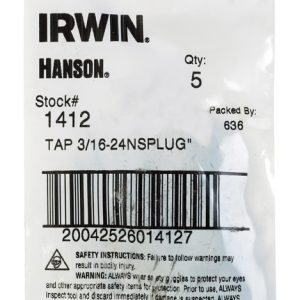 IRWIN.
HANSON®
Qty:
5
Stock#
1412
Packed By:
636
TAP 3/16-24NSPLUG"
20042526014127
SAFETY INSTRUCTIONS: Failure to follow warnings may
result in bodily injury.
WARNING: ALWAYS wear safety goggles to protect your eyes
and other appropriate safety items for protection. Prior to use, ALWAYS
inspect tool and discard immediately if damage is suspected. ALWAYS